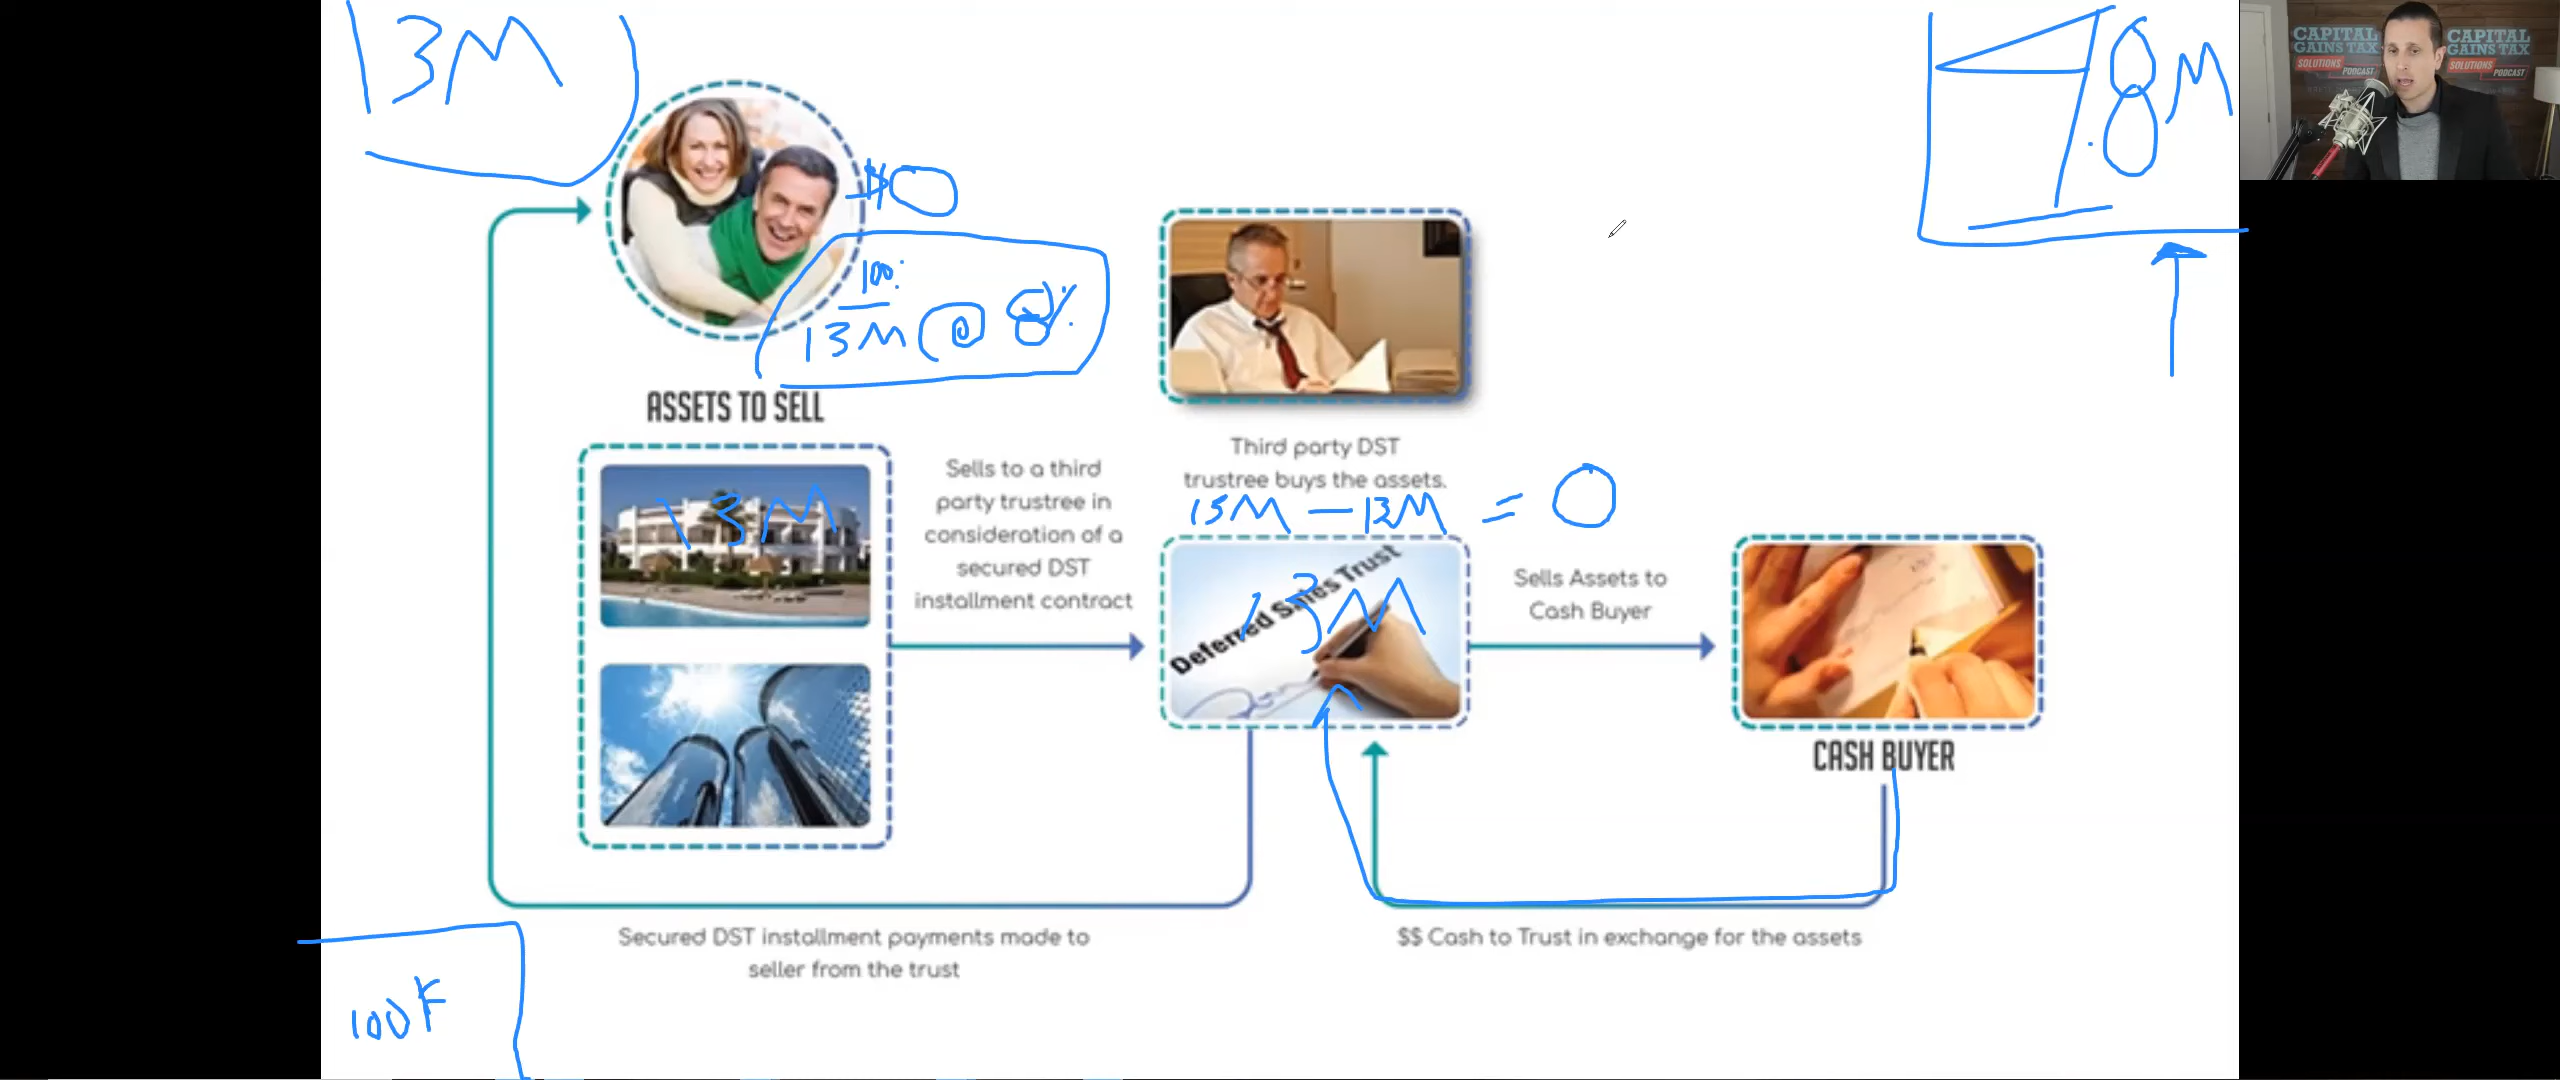 13M
8M
.8
CAPITAL
GAINS TAX
SOLUTIONS
PODCAST
CAPITAL
GAINS TAX
SOLUTIONS
PODCAST
$0
100%
13M @ 8%
ASSETS TO SELL
13M
Sells to a third
party trustree in
consideration of a
secured DST
installment contract
Third party DST
trustree buys the assets.
13M — 13M = 0
Deferred Sales Trust
13M
Sells Assets to
Cash Buyer
CASH BUYER
Secured DST installment payments made to
seller from the trust
$$ Cash to Trust in exchange for the assets
100K